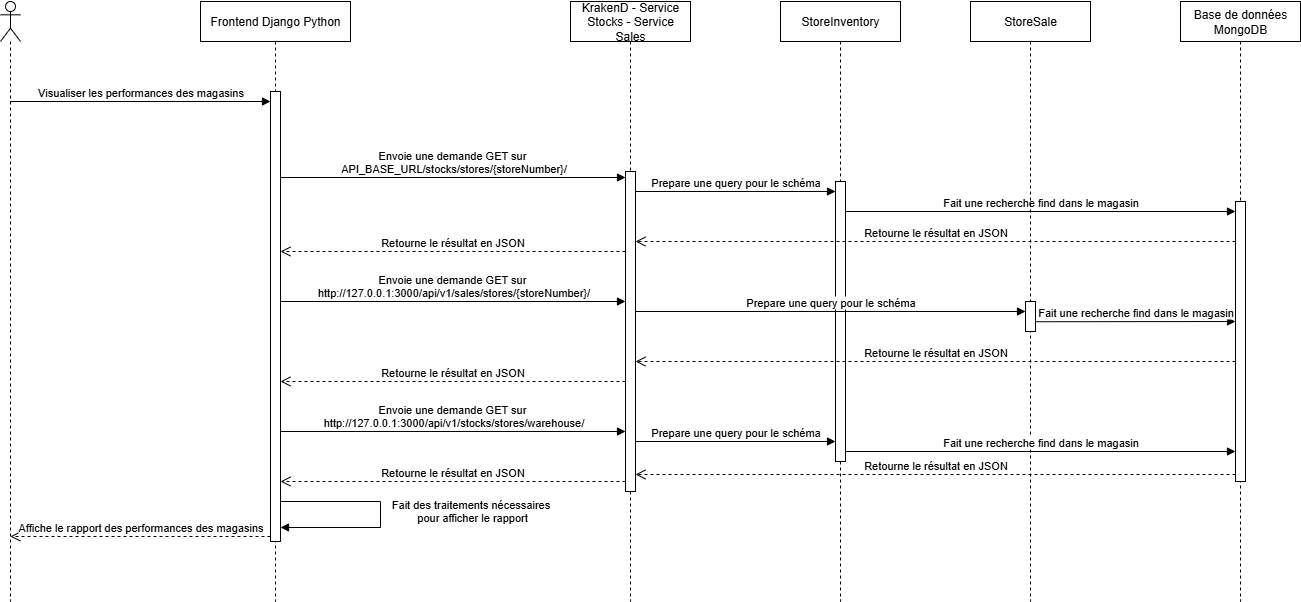 Frontend Django Python
KrakenD - Service
Stocks - Service
Sales
StoreInventory
StoreSale
Base de données
MongoDB
Visualiser les performances des magasins
Envoie une demande GET sur
API_BASE_URL/stocks/stores/{storeNumber}/
Prepare une query pour le schéma
Fait une recherche find dans le magasin
Retourne le résultat en JSON
Retourne le résultat en JSON
Envoie une demande GET sur
http://127.0.0.1:3000/api/v1/sales/stores/{storeNumber}/
Prepare une query pour le schéma
Fait une recherche find dans le magasin
Retourne le résultat en JSON
Retourne le résultat en JSON
Envoie une demande GET sur
http://127.0.0.1:3000/api/v1/stocks/stores/warehouse/
Prepare une query pour le schéma
Fait une recherche find dans le magasin
Retourne le résultat en JSON
Retourne le résultat en JSON
Fait des traitements nécessaires
pour afficher le rapport
Affiche le rapport des performances des magasins